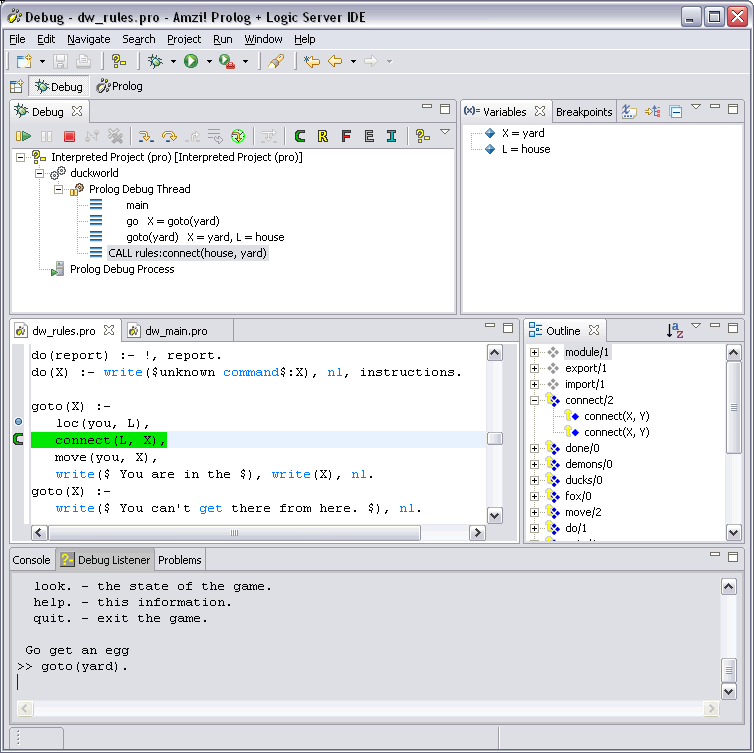 Debug - dw_rules.pro - Amzi! Prolog + Logic Server IDE
File Edit Navigate Search Project Run Window Help
Debug Prolog
Debug
C R F E I
Interpreted Project (pro) [Interpreted Project (pro)]
duckworld
Prolog Debug Thread
main
go X = goto(yard)
goto(yard) X = yard, L = house
CALL rules:connect(house, yard)
Prolog Debug Process
(x)= Variables Breakpoints
X = yard
L = house
dw_rules.pro dw_main.pro
do(report) :- !, report.
do(X) :- write($unknown command$:X), nl, instructions.
goto(X) :-
loc(you, L),
C connect(L, X),
move(you, X),
write($ You are in the $), write(X), nl.
goto(X) :-
write($ You can't get there from here. $), nl.
Outline
module/1
export/1
import/1
connect/2
connect(X, Y)
connect(X, Y)
done/0
demons/0
ducks/0
fox/0
move/2
do/1
Console Debug Listener Problems
look. - the state of the game.
help. - this information.
quit. - exit the game.
Go get an egg
>> goto(yard).